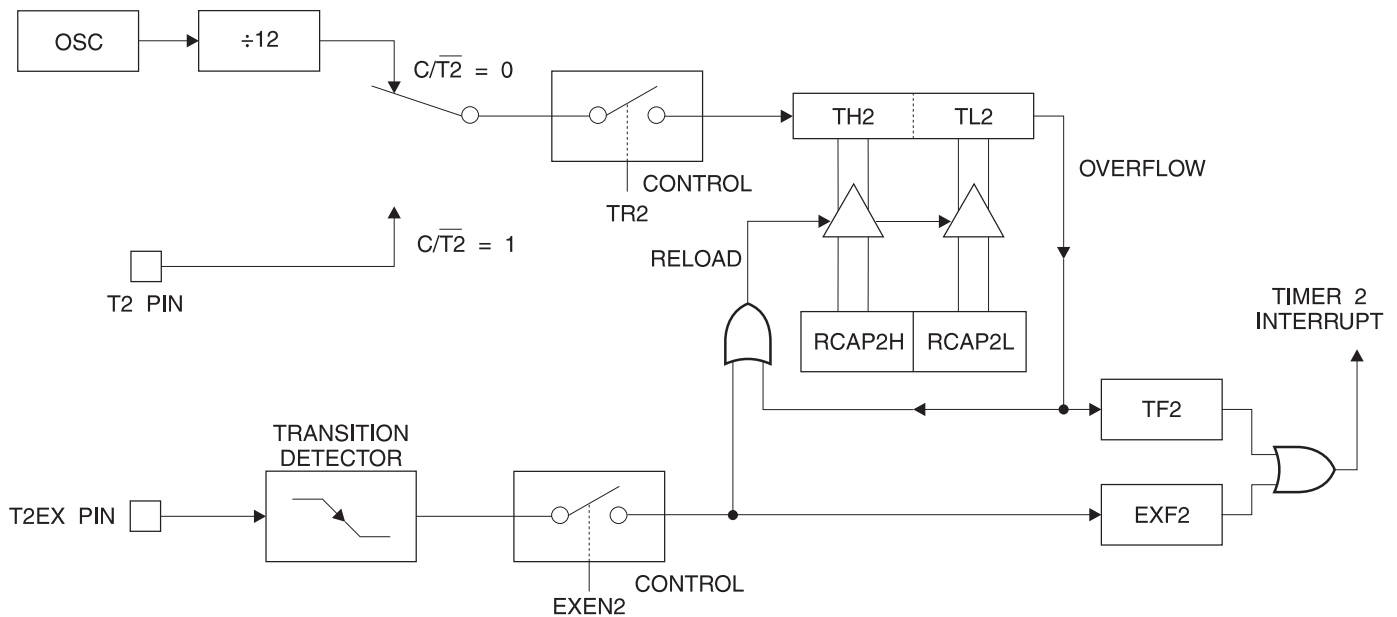 OSC
÷12
C/T2̅ = 0
TH2
TL2
OVERFLOW
CONTROL
TR2
C/T2̅ = 1
RELOAD
T2 PIN
RCAP2H
RCAP2L
TIMER 2
INTERRUPT
TF2
TRANSITION
DETECTOR
T2EX PIN
EXF2
CONTROL
EXEN2